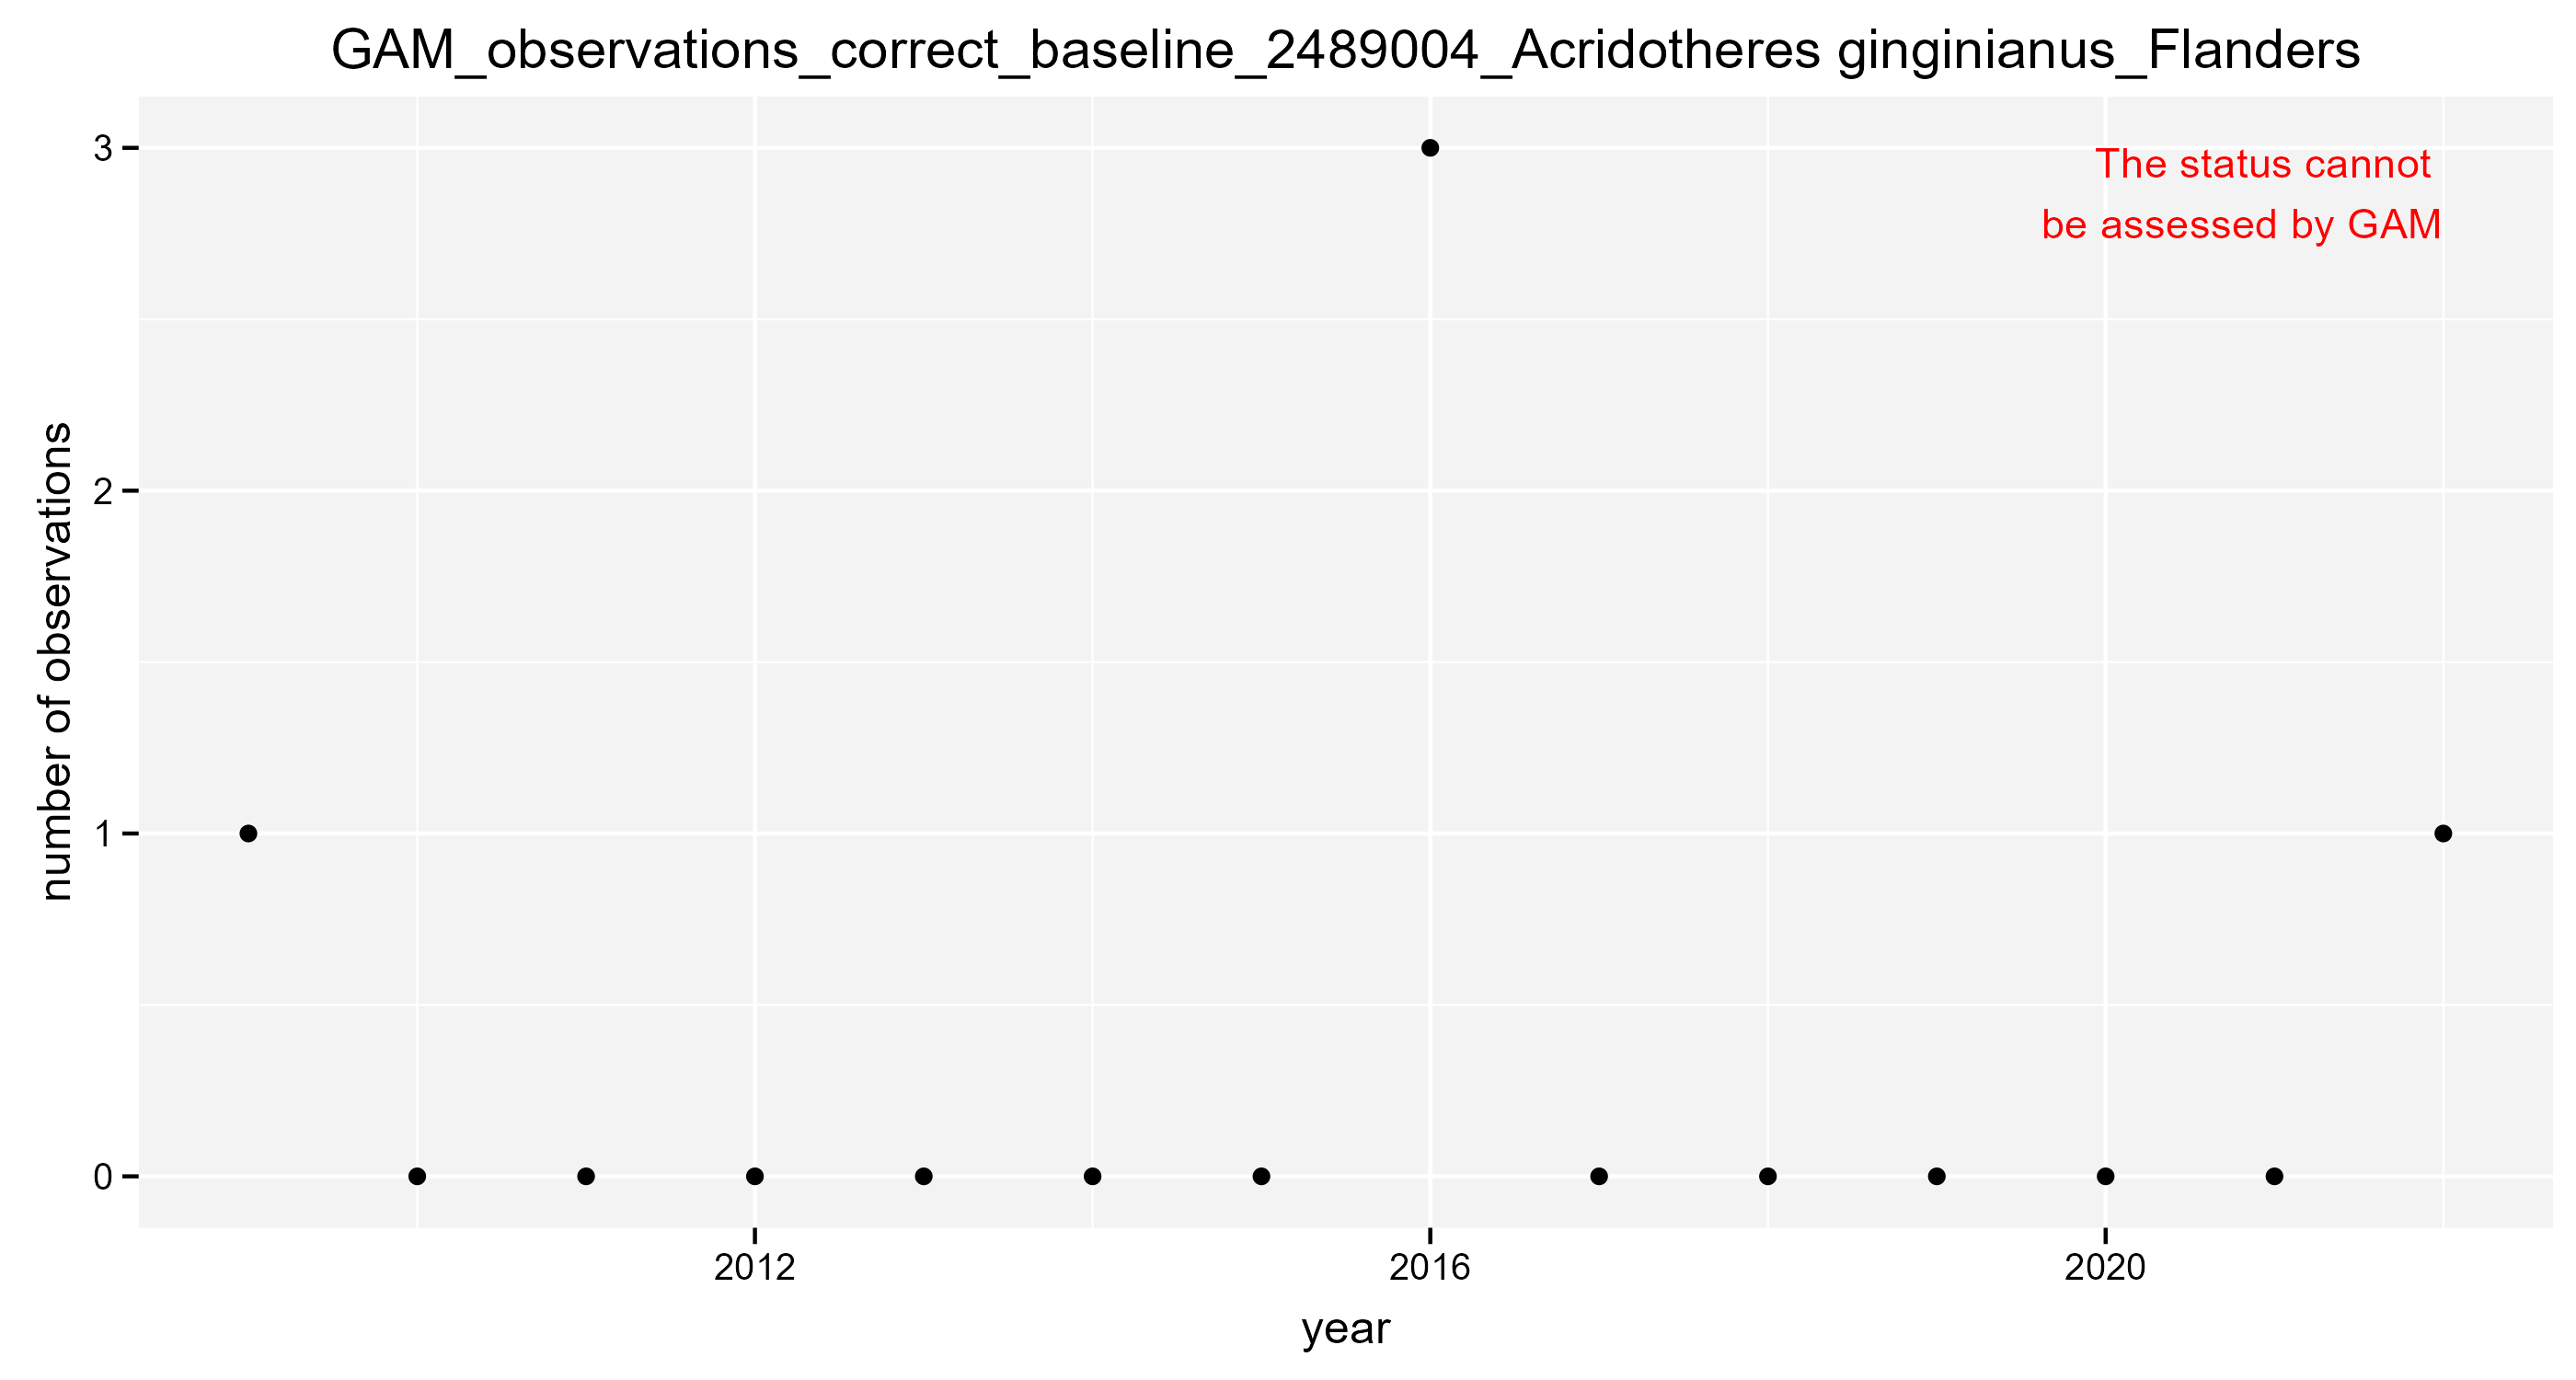 GAM_observations_correct_baseline_2489004_Acridotheres ginginianus_Flanders
3
The status cannot
be assessed by GAM
2
number of observations
1
0
2012
2016
2020
year